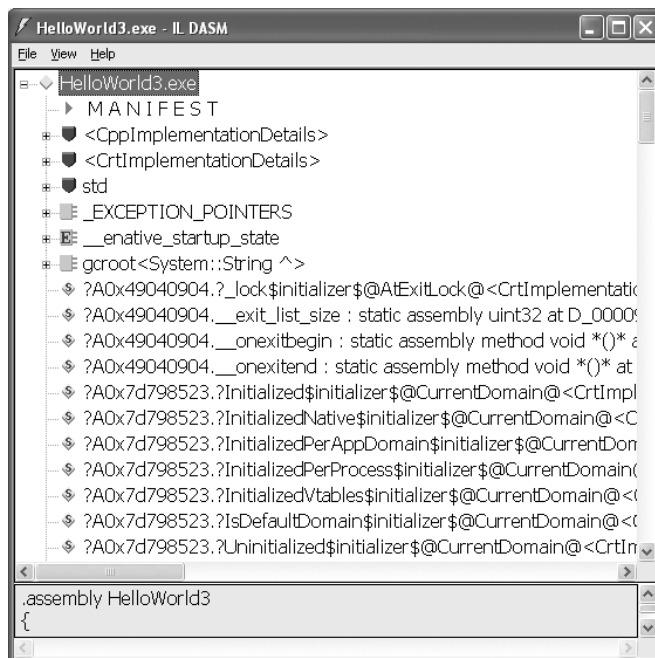 HelloWorld3.exe - IL DASM
File View Help
HelloWorld3.exe
M A N I F E S T
<CppImplementationDetails>
<CrtImplementationDetails>
std
_EXCEPTION_POINTERS
__enative_startup_state
gcroot<System::String ^>
?A0x49040904.?_lock$initializer$@AtExitLock@<CrtImplementatic
?A0x49040904.__exit_list_size : static assembly uint32 at D_00009
?A0x49040904.__onexitbegin : static assembly method void *()* a
?A0x49040904.__onexitend : static assembly method void *()* at
?A0x7d798523.?Initialized$initializer$@CurrentDomain@<CrtImpl
?A0x7d798523.?InitializedNative$initializer$@CurrentDomain@<C
?A0x7d798523.?InitializedPerAppDomain$initializer$@CurrentDom
?A0x7d798523.?InitializedPerProcess$initializer$@CurrentDomain@
?A0x7d798523.?InitializedVtables$initializer$@CurrentDomain@<C
?A0x7d798523.?IsDefaultDomain$initializer$@CurrentDomain@<C
?A0x7d798523.?Uninitialized$initializer$@CurrentDomain@<CrtIm
.assembly HelloWorld3
{